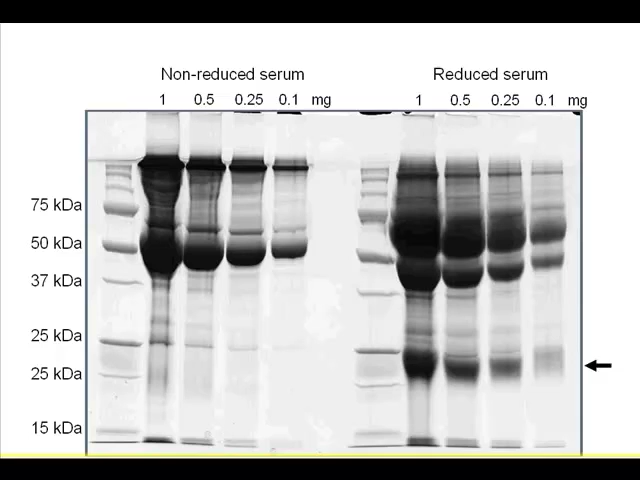 Non-reduced serum Reduced serum
1 0.5 0.25 0.1 mg 1 0.5 0.25 0.1 mg
75 kDa
50 kDa
37 kDa
25 kDa
25 kDa
15 kDa